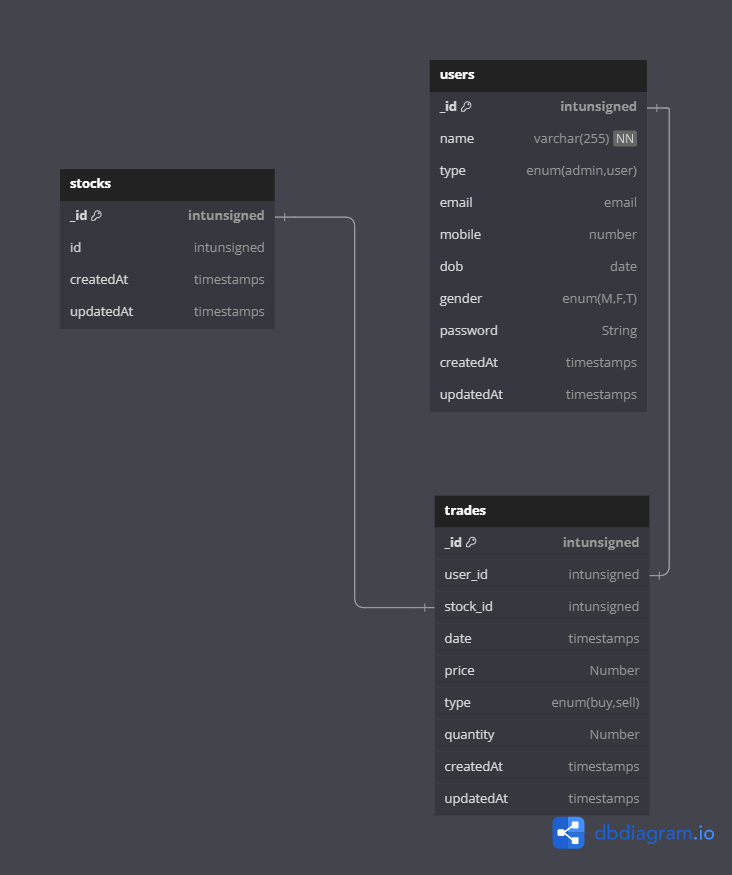 users
_id intunsigned
name varchar(255) NN
type enum(admin,user)
email email
mobile number
dob date
gender enum(M,F,T)
password String
createdAt timestamps
updatedAt timestamps
stocks
_id intunsigned
id intunsigned
createdAt timestamps
updatedAt timestamps
trades
_id intunsigned
user_id intunsigned
stock_id intunsigned
date timestamps
price Number
type enum(buy,sell)
quantity Number
createdAt timestamps
updatedAt timestamps
dbdiagram.io